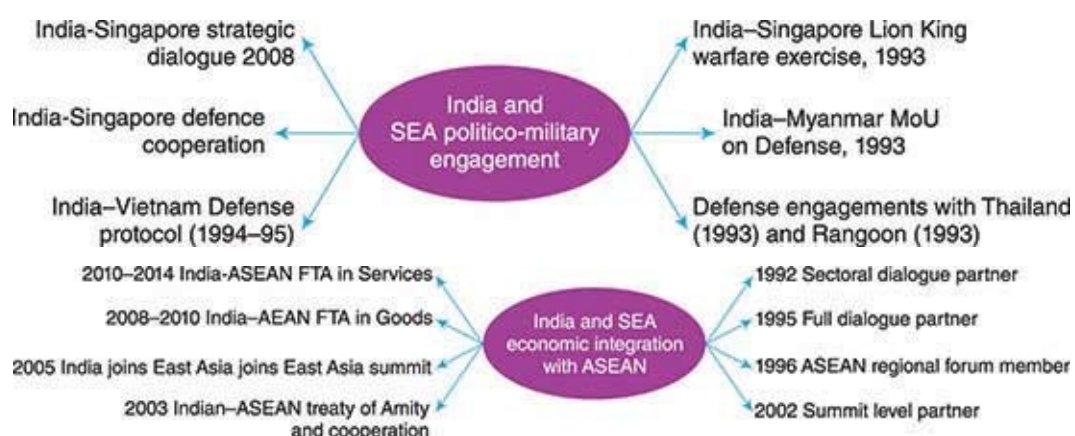 India-Singapore strategic
dialogue 2008
India-Singapore defence
cooperation
India–Vietnam Defense
protocol (1994–95)
India and
SEA politico-military
engagement
India–Singapore Lion King
warfare exercise, 1993
India–Myanmar MoU
on Defense, 1993
Defense engagements with Thailand
(1993) and Rangoon (1993)
2010–2014 India-ASEAN FTA in Services
2008–2010 India–AEAN FTA in Goods
2005 India joins East Asia joins East Asia summit
2003 Indian–ASEAN treaty of Amity
and cooperation
India and SEA
economic integration
with ASEAN
1992 Sectoral dialogue partner
1995 Full dialogue partner
1996 ASEAN regional forum member
2002 Summit level partner